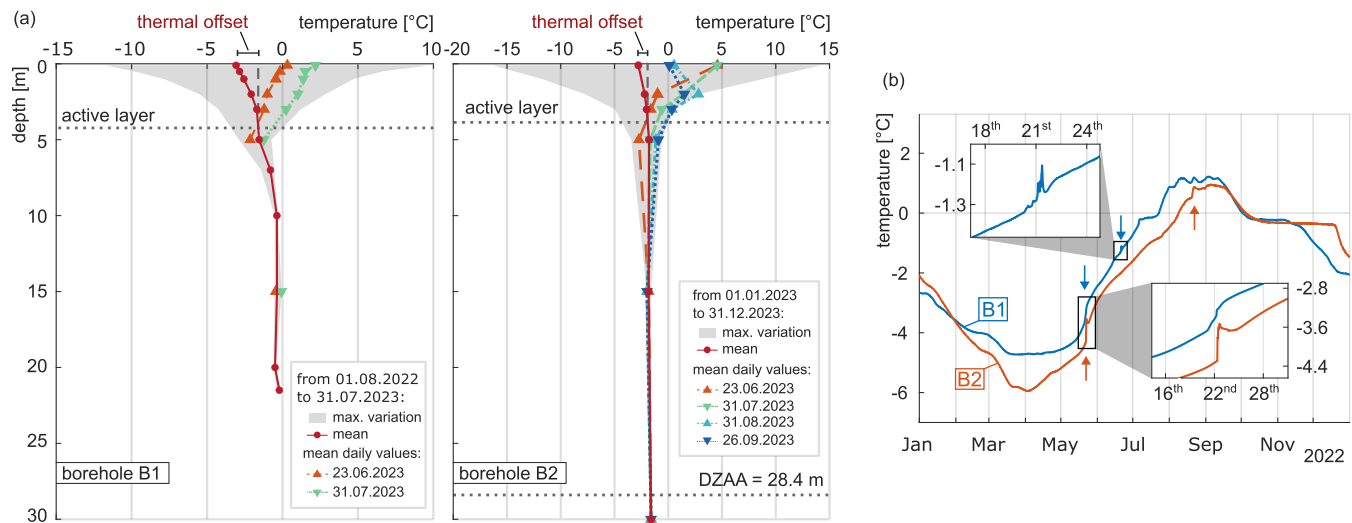 (a)
thermal offset
temperature [°C]
-15 -10 -5 0 5 10
depth [m]
0
5
10
15
20
25
30
active layer
from 01.08.2022
to 31.07.2023:
max. variation
mean
mean daily values:
23.06.2023
31.07.2023
borehole B1
thermal offset
temperature [°C]
-20 -15 -10 -5 0 5 10 15
active layer
from 01.01.2023
to 31.12.2023:
max. variation
mean
mean daily values:
23.06.2023
31.07.2023
31.08.2023
26.09.2023
borehole B2
DZAA = 28.4 m
(b)
temperature [°C]
2
0
-2
-4
-6
18th 21st 24th
-1.1
-1.3
B1
B2
-2.8
-3.6
-4.4
16th 22nd 28th
Jan Mar May Jul Sep Nov
2022